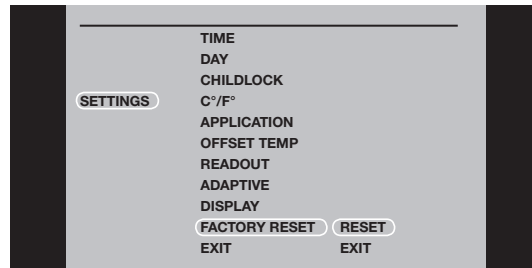 TIME
DAY
CHILDLOCK
SETTINGS C°/F°
APPLICATION
OFFSET TEMP
READOUT
ADAPTIVE
DISPLAY
FACTORY RESET RESET
EXIT EXIT